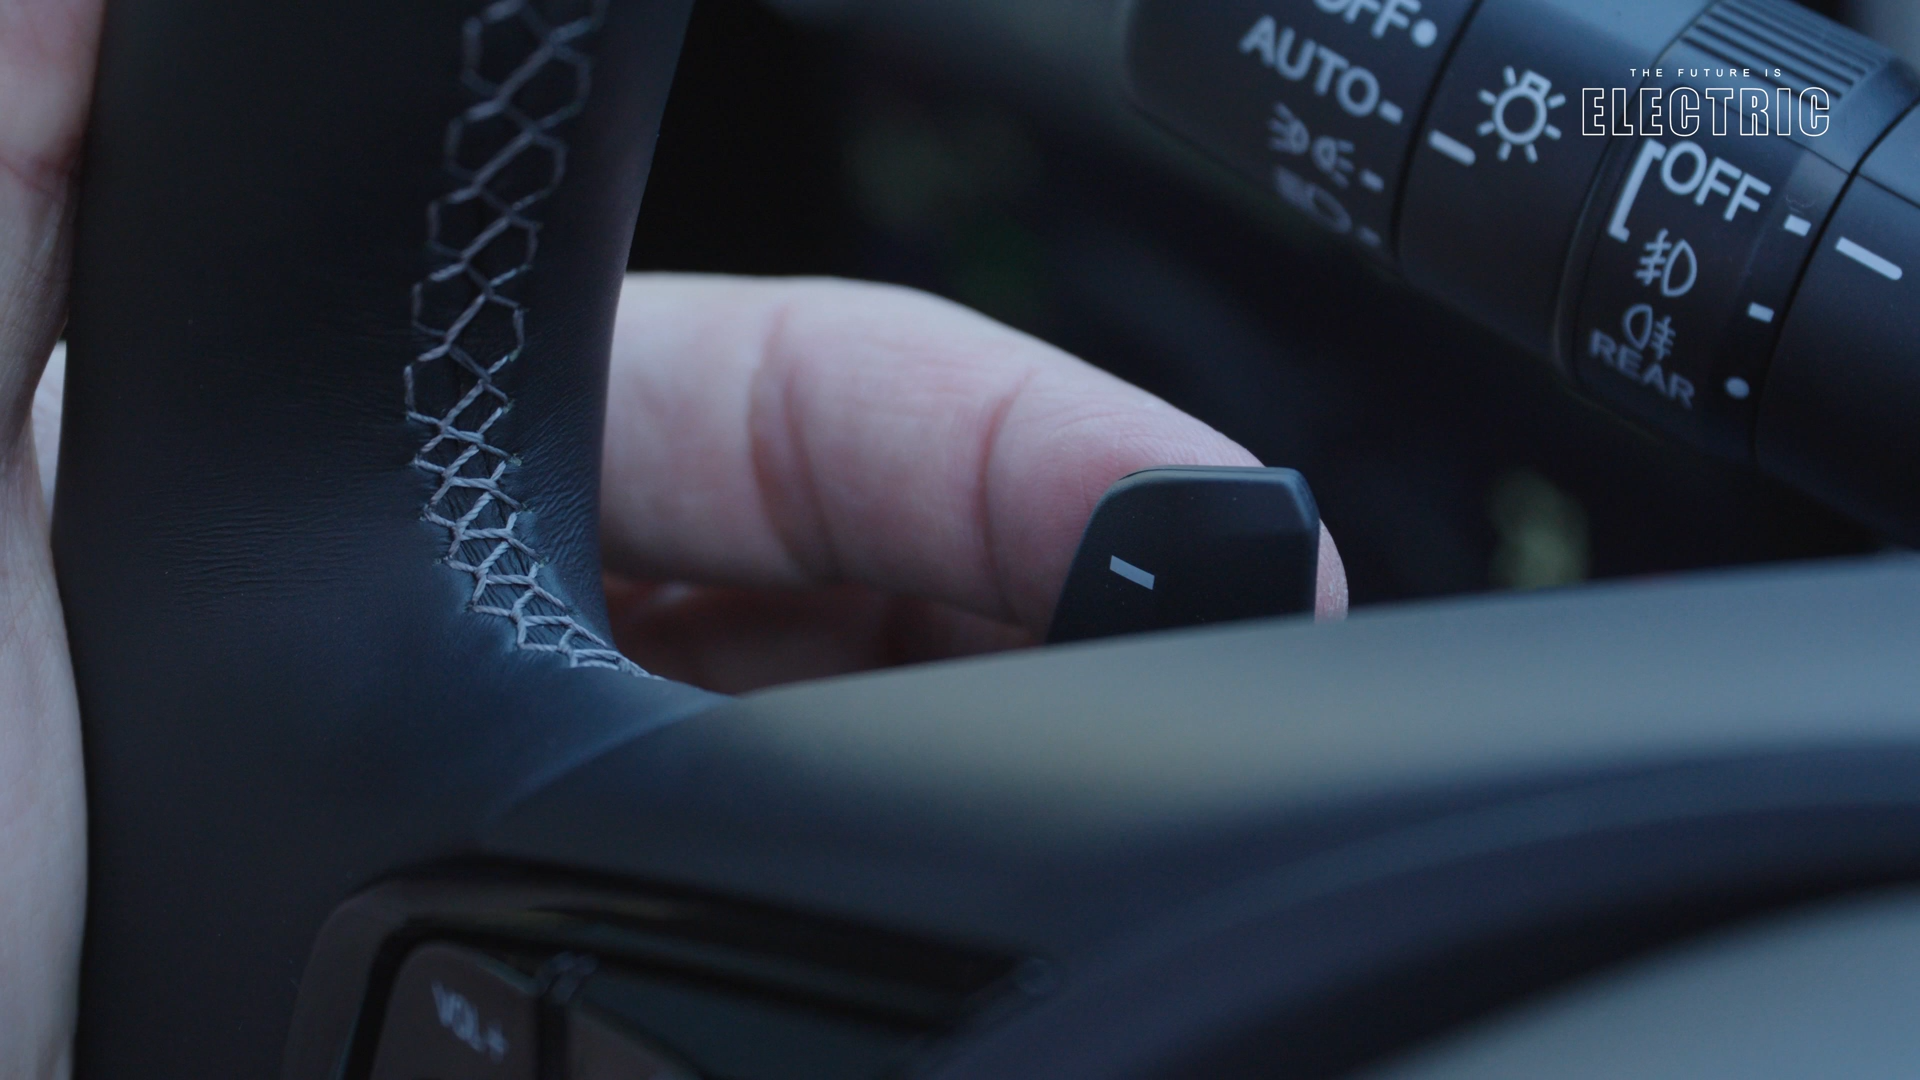 THE FUTURE IS
ELECTRIC
OFF
AUTO
OFF
REAR
VOL+